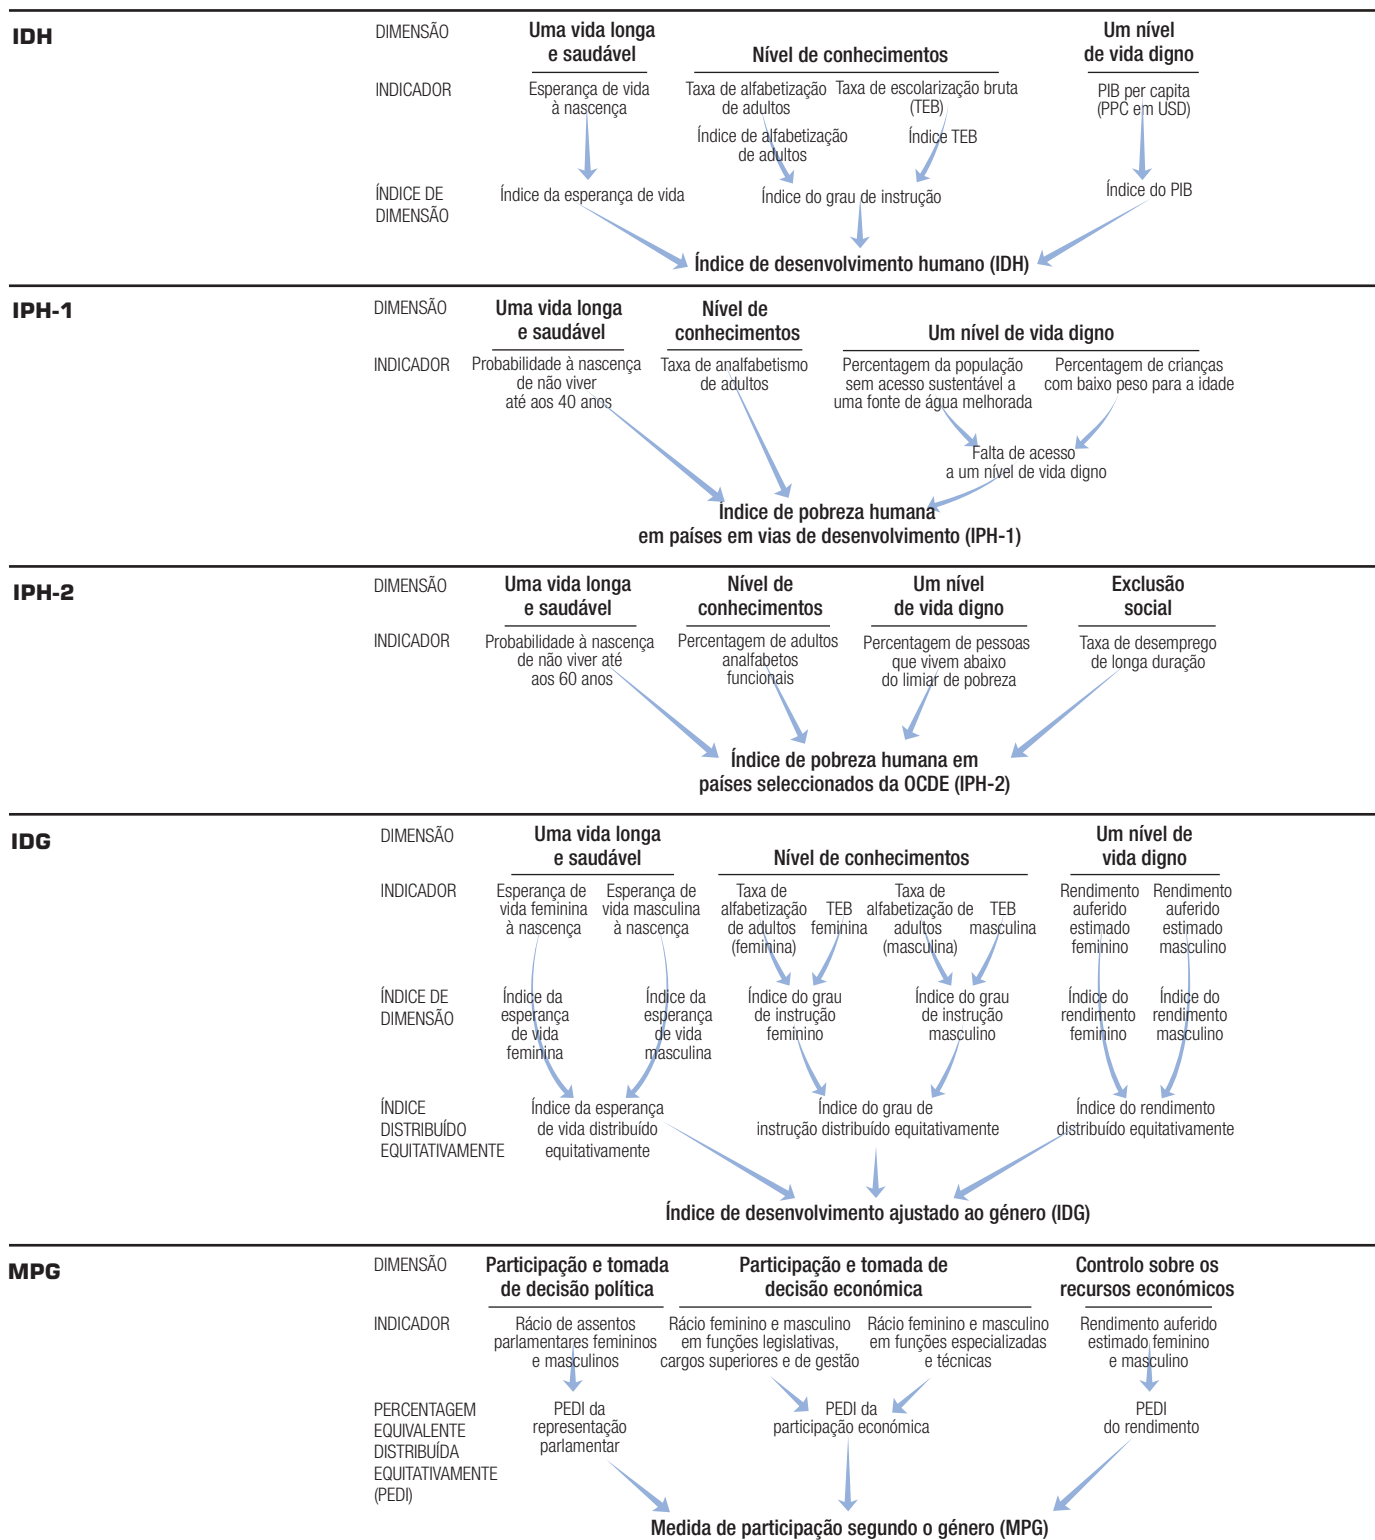 IDH
DIMENSÃO
Uma vida longa
e saudável
Nível de conhecimentos
Um nível
de vida digno
INDICADOR
Esperança de vida
à nascença
Taxa de alfabetização
de adultos
Taxa de escolarização bruta
(TEB)
PIB per capita
(PPC em USD)
Índice de alfabetização
de adultos
Índice TEB
ÍNDICE DE
DIMENSÃO
Índice da esperança de vida
Índice do grau de instrução
Índice do PIB
Índice de desenvolvimento humano (IDH)
IPH-1
DIMENSÃO
Uma vida longa
e saudável
Nível de
conhecimentos
Um nível de vida digno
INDICADOR
Probabilidade à nascença
de não viver
até aos 40 anos
Taxa de analfabetismo
de adultos
Percentagem da população
sem acesso sustentável a
uma fonte de água melhorada
Percentagem de crianças
com baixo peso para a idade
Falta de acesso
a um nível de vida digno
Índice de pobreza humana
em países em vias de desenvolvimento (IPH-1)
IPH-2
DIMENSÃO
Uma vida longa
e saudável
Nível de
conhecimentos
Um nível
de vida digno
Exclusão
social
INDICADOR
Probabilidade à nascença
de não viver até
aos 60 anos
Percentagem de adultos
analfabetos
funcionais
Percentagem de pessoas
que vivem abaixo
do limiar de pobreza
Taxa de desemprego
de longa duração
Índice de pobreza humana em
países seleccionados da OCDE (IPH-2)
IDG
DIMENSÃO
Uma vida longa
e saudável
Nível de conhecimentos
Um nível de
vida digno
INDICADOR
Esperança de
vida feminina
à nascença
Esperança de
vida masculina
à nascença
Taxa de
alfabetização
de adultos
(feminina)
TEB
feminina
Taxa de
alfabetização de
adultos
(masculina)
TEB
masculina
Rendimento
auferido
estimado
feminino
Rendimento
auferido
estimado
masculino
ÍNDICE DE
DIMENSÃO
Índice da
esperança
de vida
feminina
Índice da
esperança
de vida
masculina
Índice do grau
de instrução
feminino
Índice do grau
de instrução
masculino
Índice do
rendimento
feminino
Índice do
rendimento
masculino
ÍNDICE
DISTRIBUÍDO
EQUITATIVAMENTE
Índice da esperança
de vida distribuído
equitativamente
Índice do grau de
instrução distribuído equitativamente
Índice do rendimento
distribuído equitativamente
Índice de desenvolvimento ajustado ao género (IDG)
MPG
DIMENSÃO
Participação e tomada
de decisão política
Participação e tomada de
decisão económica
Controlo sobre os
recursos económicos
INDICADOR
Rácio de assentos
parlamentares femininos
e masculinos
Rácio feminino e masculino
em funções legislativas,
cargos superiores e de gestão
Rácio feminino e masculino
em funções especializadas
e técnicas
Rendimento auferido
estimado feminino
e masculino
PERCENTAGEM
EQUIVALENTE
DISTRIBUÍDA
EQUITATIVAMENTE
(PEDI)
PEDI da
representação
parlamentar
PEDI da
participação económica
PEDI
do rendimento
Medida de participação segundo o género (MPG)